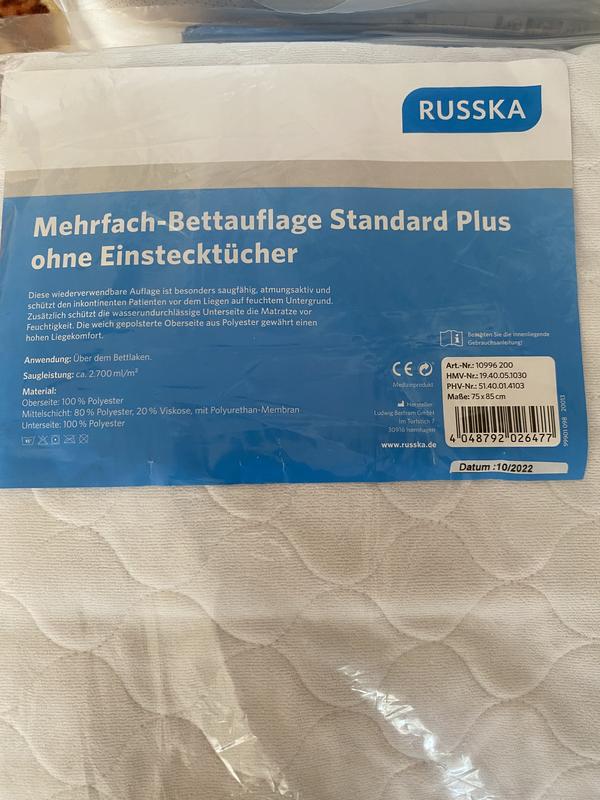 RUSSKA
Mehrfach-Bettauflage Standard Plus
ohne Einstecktücher
Diese wiederverwendbare Auflage ist besonders saugfähig, atmungsaktiv und
schützt den inkontinenten Patienten vor dem Liegen auf feuchtem Untergrund.
Zusätzlich schützt die wasserundurchlässige Unterseite die Matratze vor
Feuchtigkeit. Die weich gepolsterte Oberseite aus Polyester gewährt einen
hohen Liegekomfort.
Anwendung: Über dem Bettlaken.
Saugleistung: ca. 2.700 ml/m²
Material:
Oberseite: 100 % Polyester
Mittelschicht: 80 % Polyester, 20 % Viskose, mit Polyurethan-Membran
Unterseite: 100 % Polyester
Beachten Sie die innenliegende
Gebrauchsanleitung!
CE
Medizinprodukt
Hersteller
Ludwig Bertram GmbH
Im Torfstich 7
30916 Isernhagen
www.russka.de
Art.-Nr.: 10996 200
HMV-Nr.: 19.40.05.1030
PHV-Nr.: 51.40.01.4103
Maße: 75 x 85 cm
4 048792 026477
99901 098 20013
Datum :10/2022